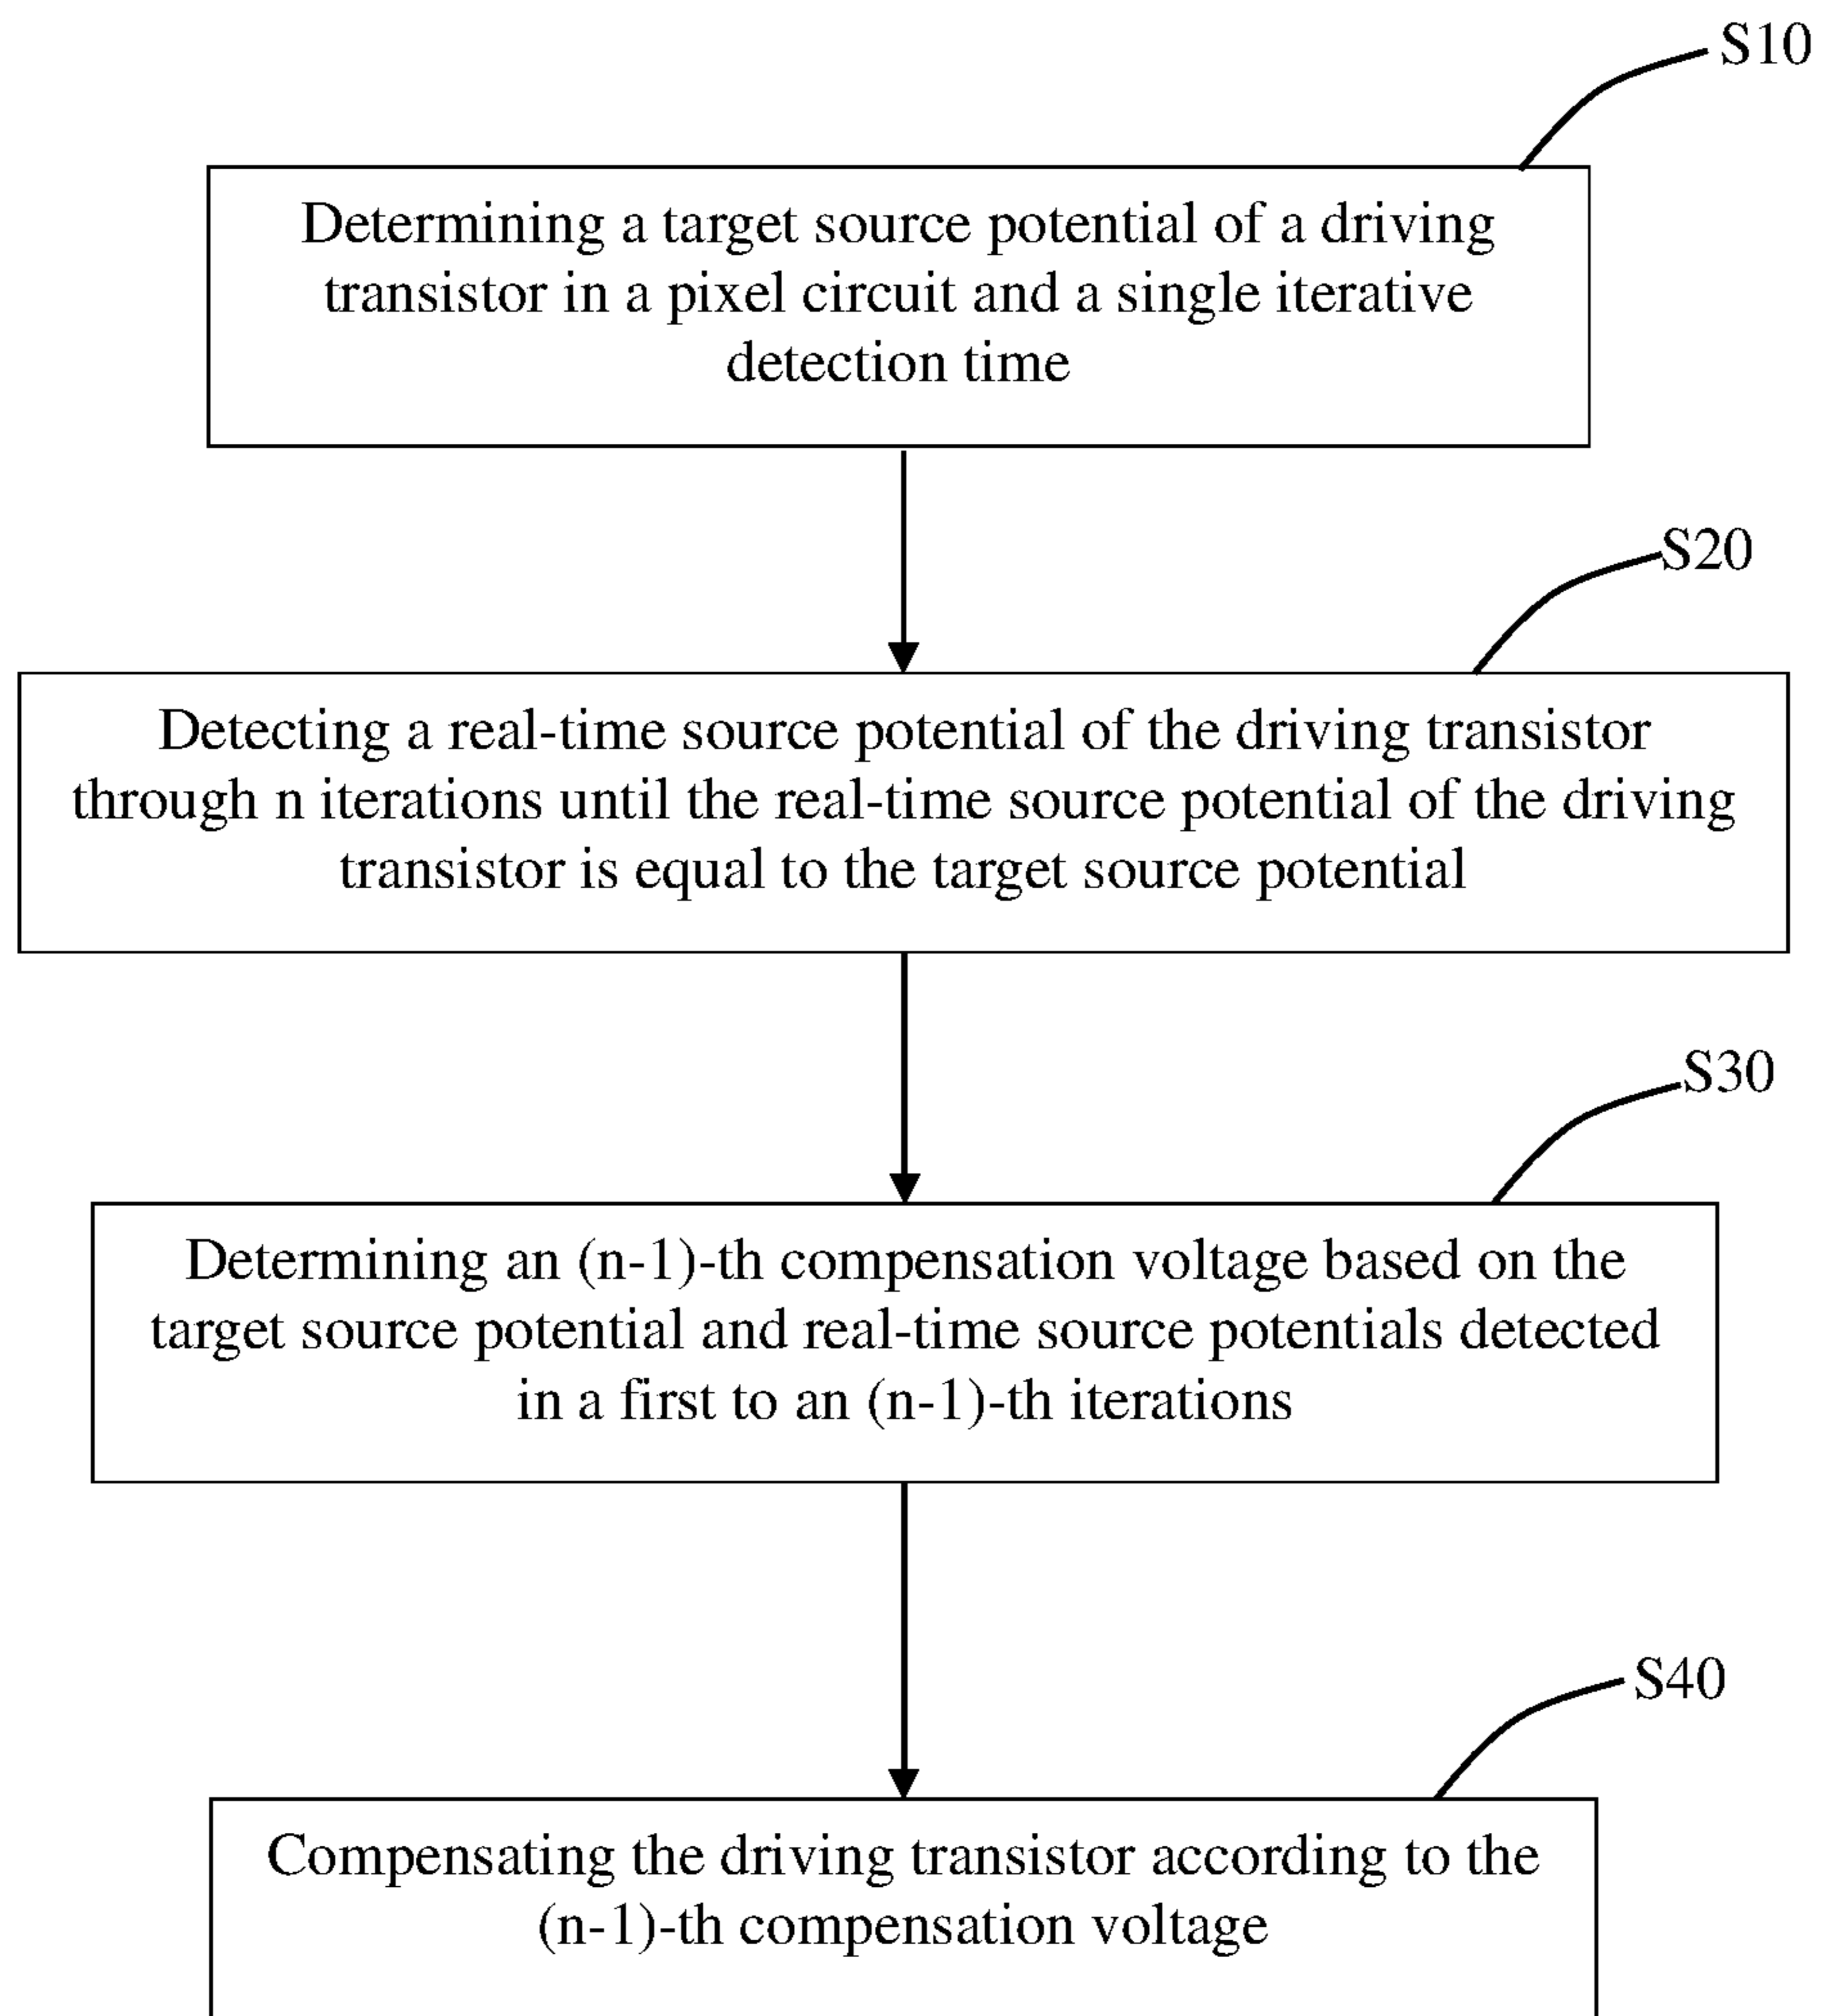 S10
Determining a target source potential of a driving
transistor in a pixel circuit and a single iterative
detection time
S20
Detecting a real-time source potential of the driving transistor
through n iterations until the real-time source potential of the driving
transistor is equal to the target source potential
S30
Determining an (n-1)-th compensation voltage based on the
target source potential and real-time source potentials detected
in a first to an (n-1)-th iterations
S40
Compensating the driving transistor according to the
(n-1)-th compensation voltage